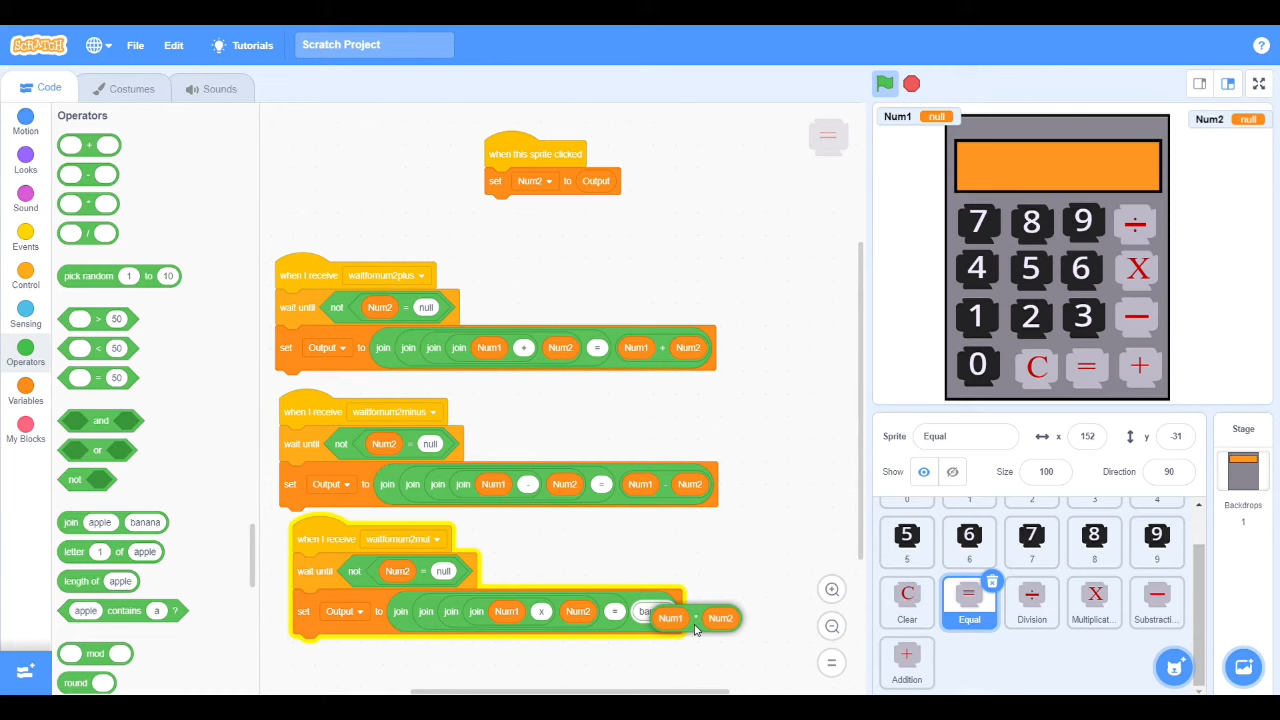 SCRATCH File Edit Tutorials Scratch Project ?
Code Costumes Sounds
Motion
Looks
Sound
Events
Control
Sensing
Operators
Variables
My Blocks
Operators
+
-
*
/
pick random 1 to 10
> 50
< 50
= 50
and
or
not
join apple banana
letter 1 of apple
length of apple
apple contains a ?
mod
round
=
when this sprite clicked
set Num2 to Output
when I receive waitfornum2plus
wait until not Num2 = null
set Output to join join join join Num1 + Num2 = Num1 + Num2
when I receive waitfornum2minus
wait until not Num2 = null
set Output to join join join join Num1 - Num2 = Num1 - Num2
when I receive waitfornum2mul
wait until not Num2 = null
set Output to join join join join Num1 x Num2 =
Num1 * Num2
=
Num1 null
Num2 null
7 8 9 ÷
4 5 6 X
1 2 3 −
0 C = +
Sprite Equal x 152 y -31
Show Size 100 Direction 90
0 1 2 3 4
5 6 7 8 9
5 6 7 8 9
C = ÷ X −
Clear Equal Division Multiplicat... Subtracti...
+
Addition
Stage
Backdrops
1